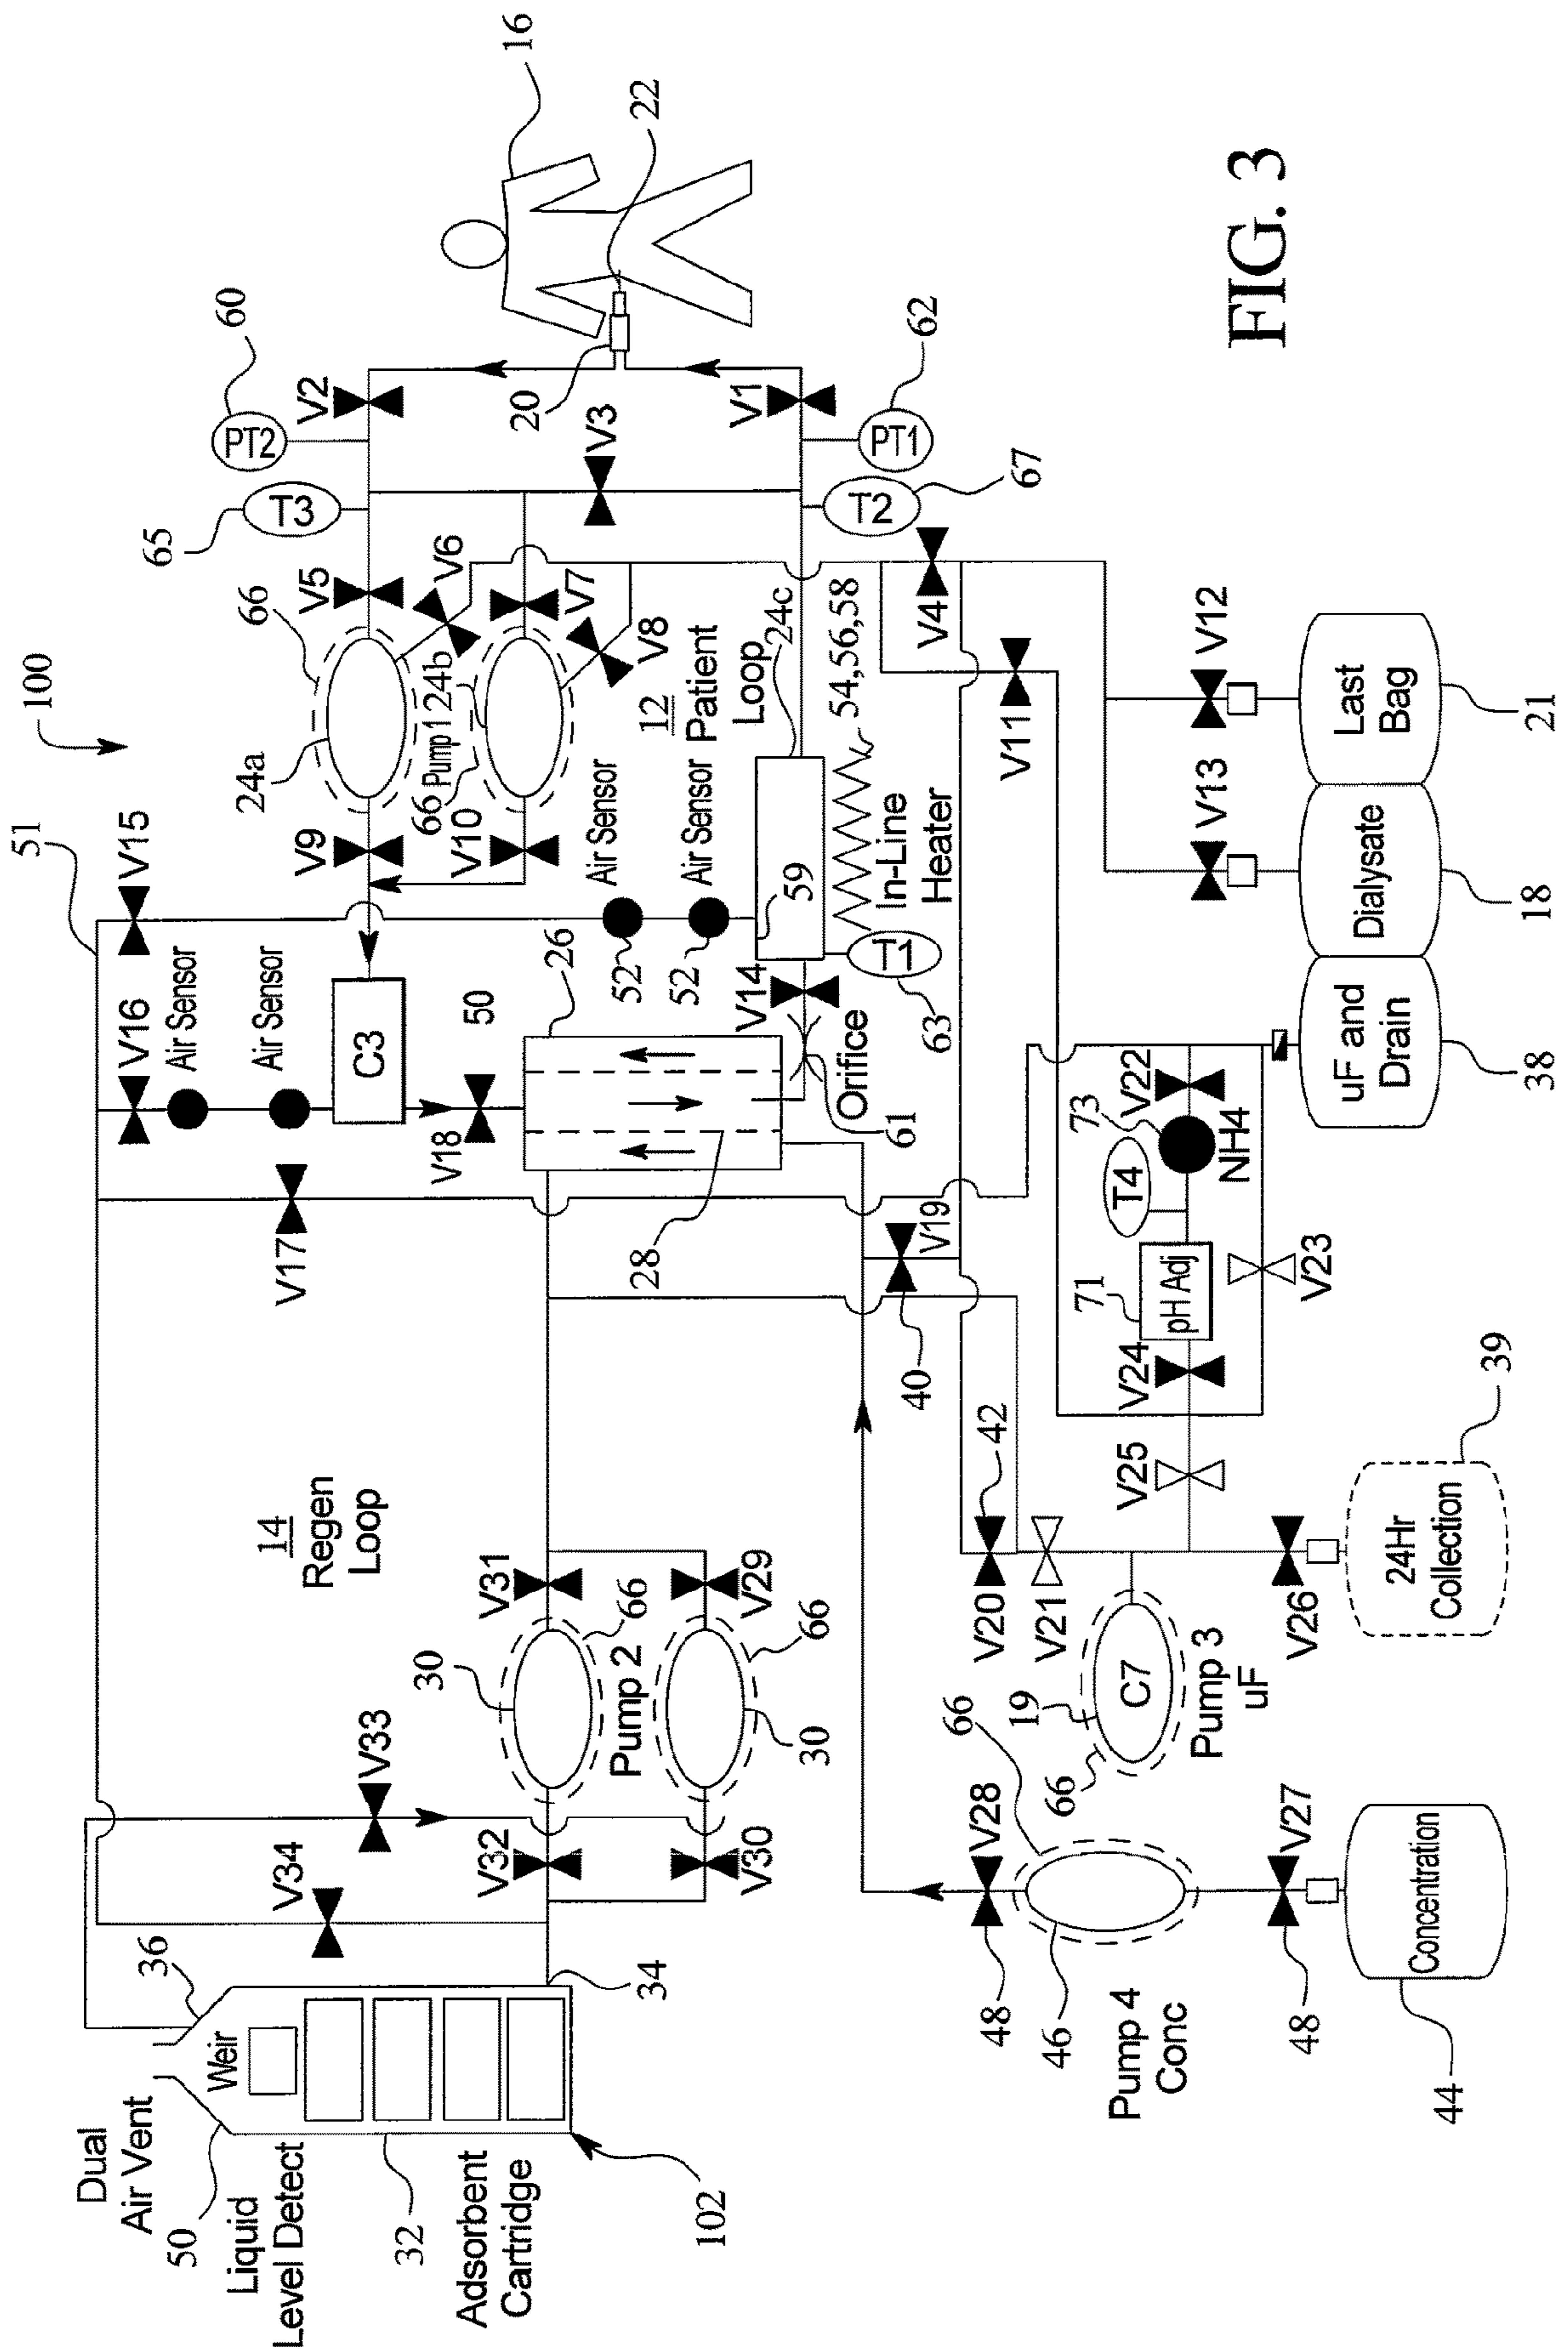 Dual
Air Vent
50
Liquid
Level Detect
32
Adsorbent
Cartridge
102
Weir
36
34
V34
V33
51
100
V17
V16
V15
Air Sensor
Air Sensor
C3
V18
50
14
Regen
Loop
V31
V32
30
Pump 2
66
V29
V30
30
66
28
26
24a
66
V9
V5
V6
Pump 1
24b
66
V10
V7
V8
65
T3
PT2
60
V2
V3
20
V1
22
16
Air Sensor
Air Sensor
52
52
12
Patient
Loop
24c
59
V14
Orifice
61
T1
63
In-Line
Heater
54,56,58
T2
67
PT1
62
V4
V11
V19
40
V28
48
66
46
Pump 4
Conc
V27
48
Concentration
44
66
19
C7
66
Pump 3
uF
V20
42
V21
V25
V26
24Hr
Collection
39
V24
71
pH Adj
T4
73
NH4
V22
V23
V13
V12
uF and
Drain
38
Dialysate
18
Last
Bag
21
FIG. 3